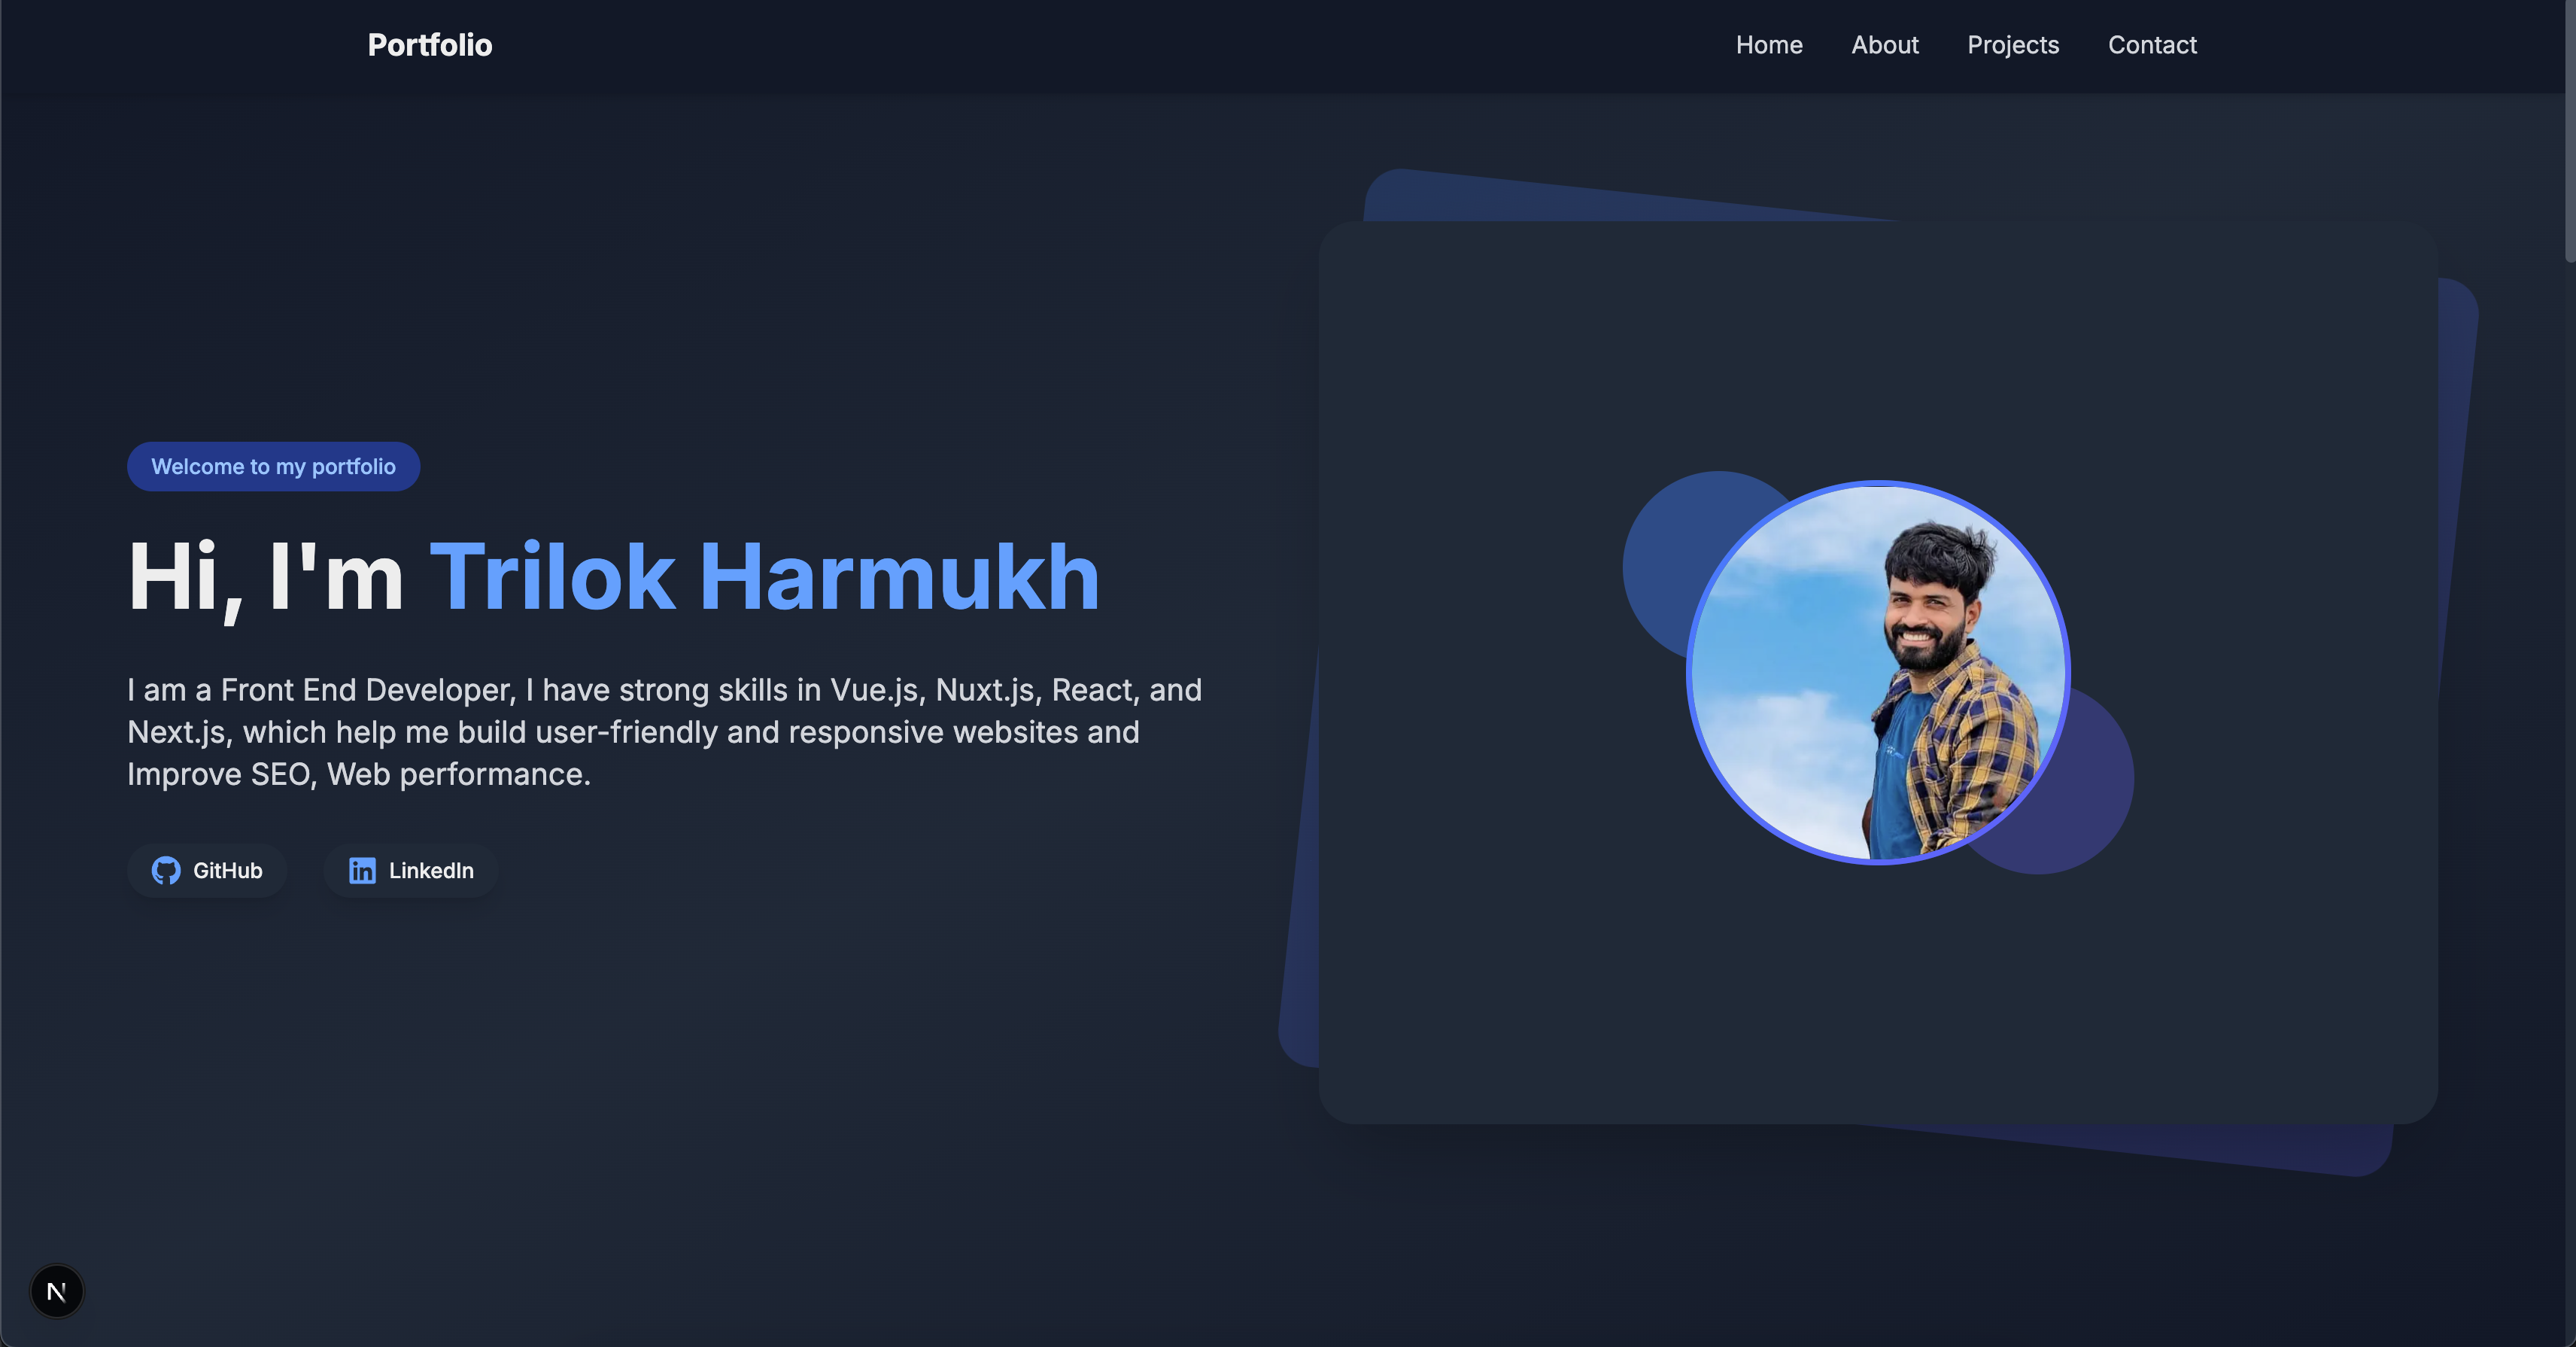 Portfolio
Home About Projects Contact
Welcome to my portfolio
Hi, I'm Trilok Harmukh
I am a Front End Developer, I have strong skills in Vue.js, Nuxt.js, React, and
Next.js, which help me build user-friendly and responsive websites and
Improve SEO, Web performance.
GitHub LinkedIn
N